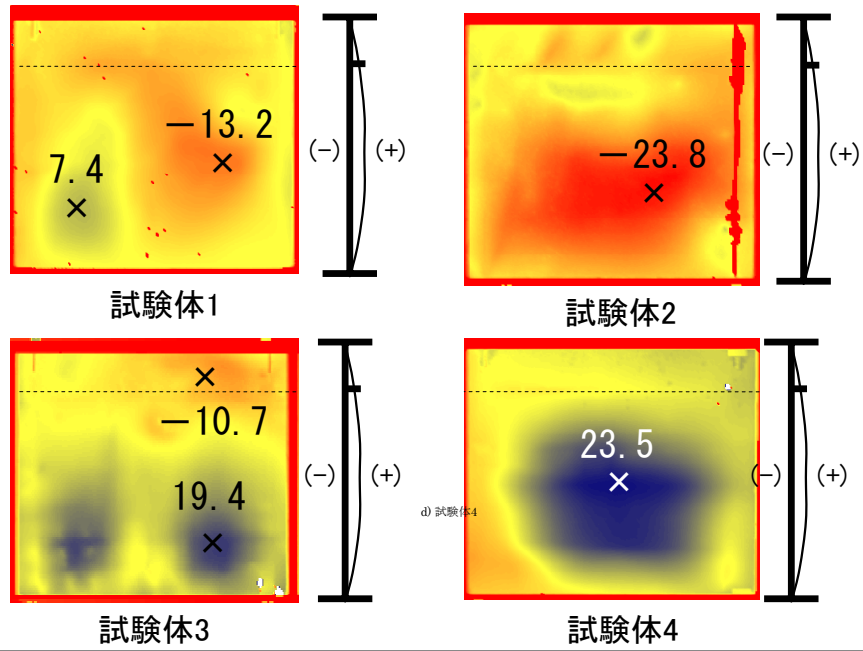 -13.2
7.4
(-)
(+)
試験体1
-23.8
(-)
(+)
試験体2
-10.7
19.4
(-)
(+)
試験体3
23.5
(-)
(+)
d) 試験体4
試験体4